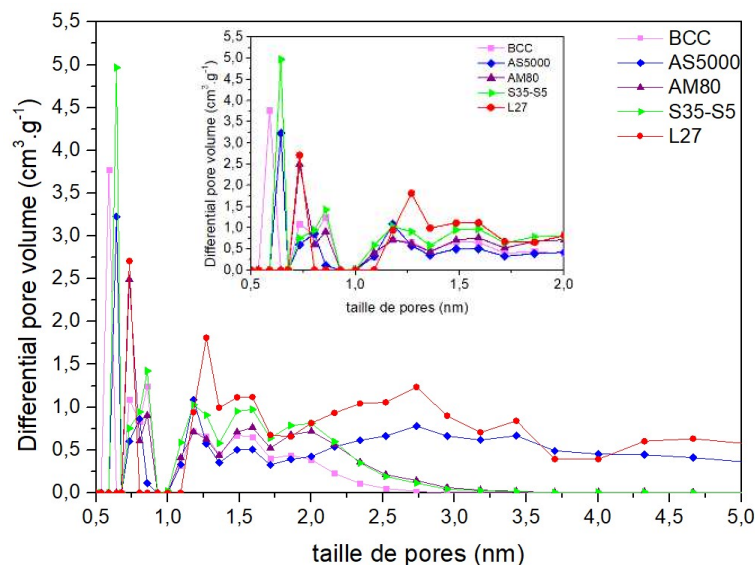 5,5
5,0
4,5
4,0
3,5
3,0
2,5
2,0
1,5
1,0
0,5
0,0
Differential pore volume (cm³.g⁻¹)
0,5 1,0 1,5 2,0 2,5 3,0 3,5 4,0 4,5 5,0
taille de pores (nm)
BCC
AS5000
AM80
S35-S5
L27
5,5
5,0
4,5
4,0
3,5
3,0
2,5
2,0
1,5
1,0
0,5
0,0
Differential pore volume (cm³.g⁻¹)
0,5 1,0 1,5 2,0
taille de pores (nm)
BCC
AS5000
AM80
S35-S5
L27